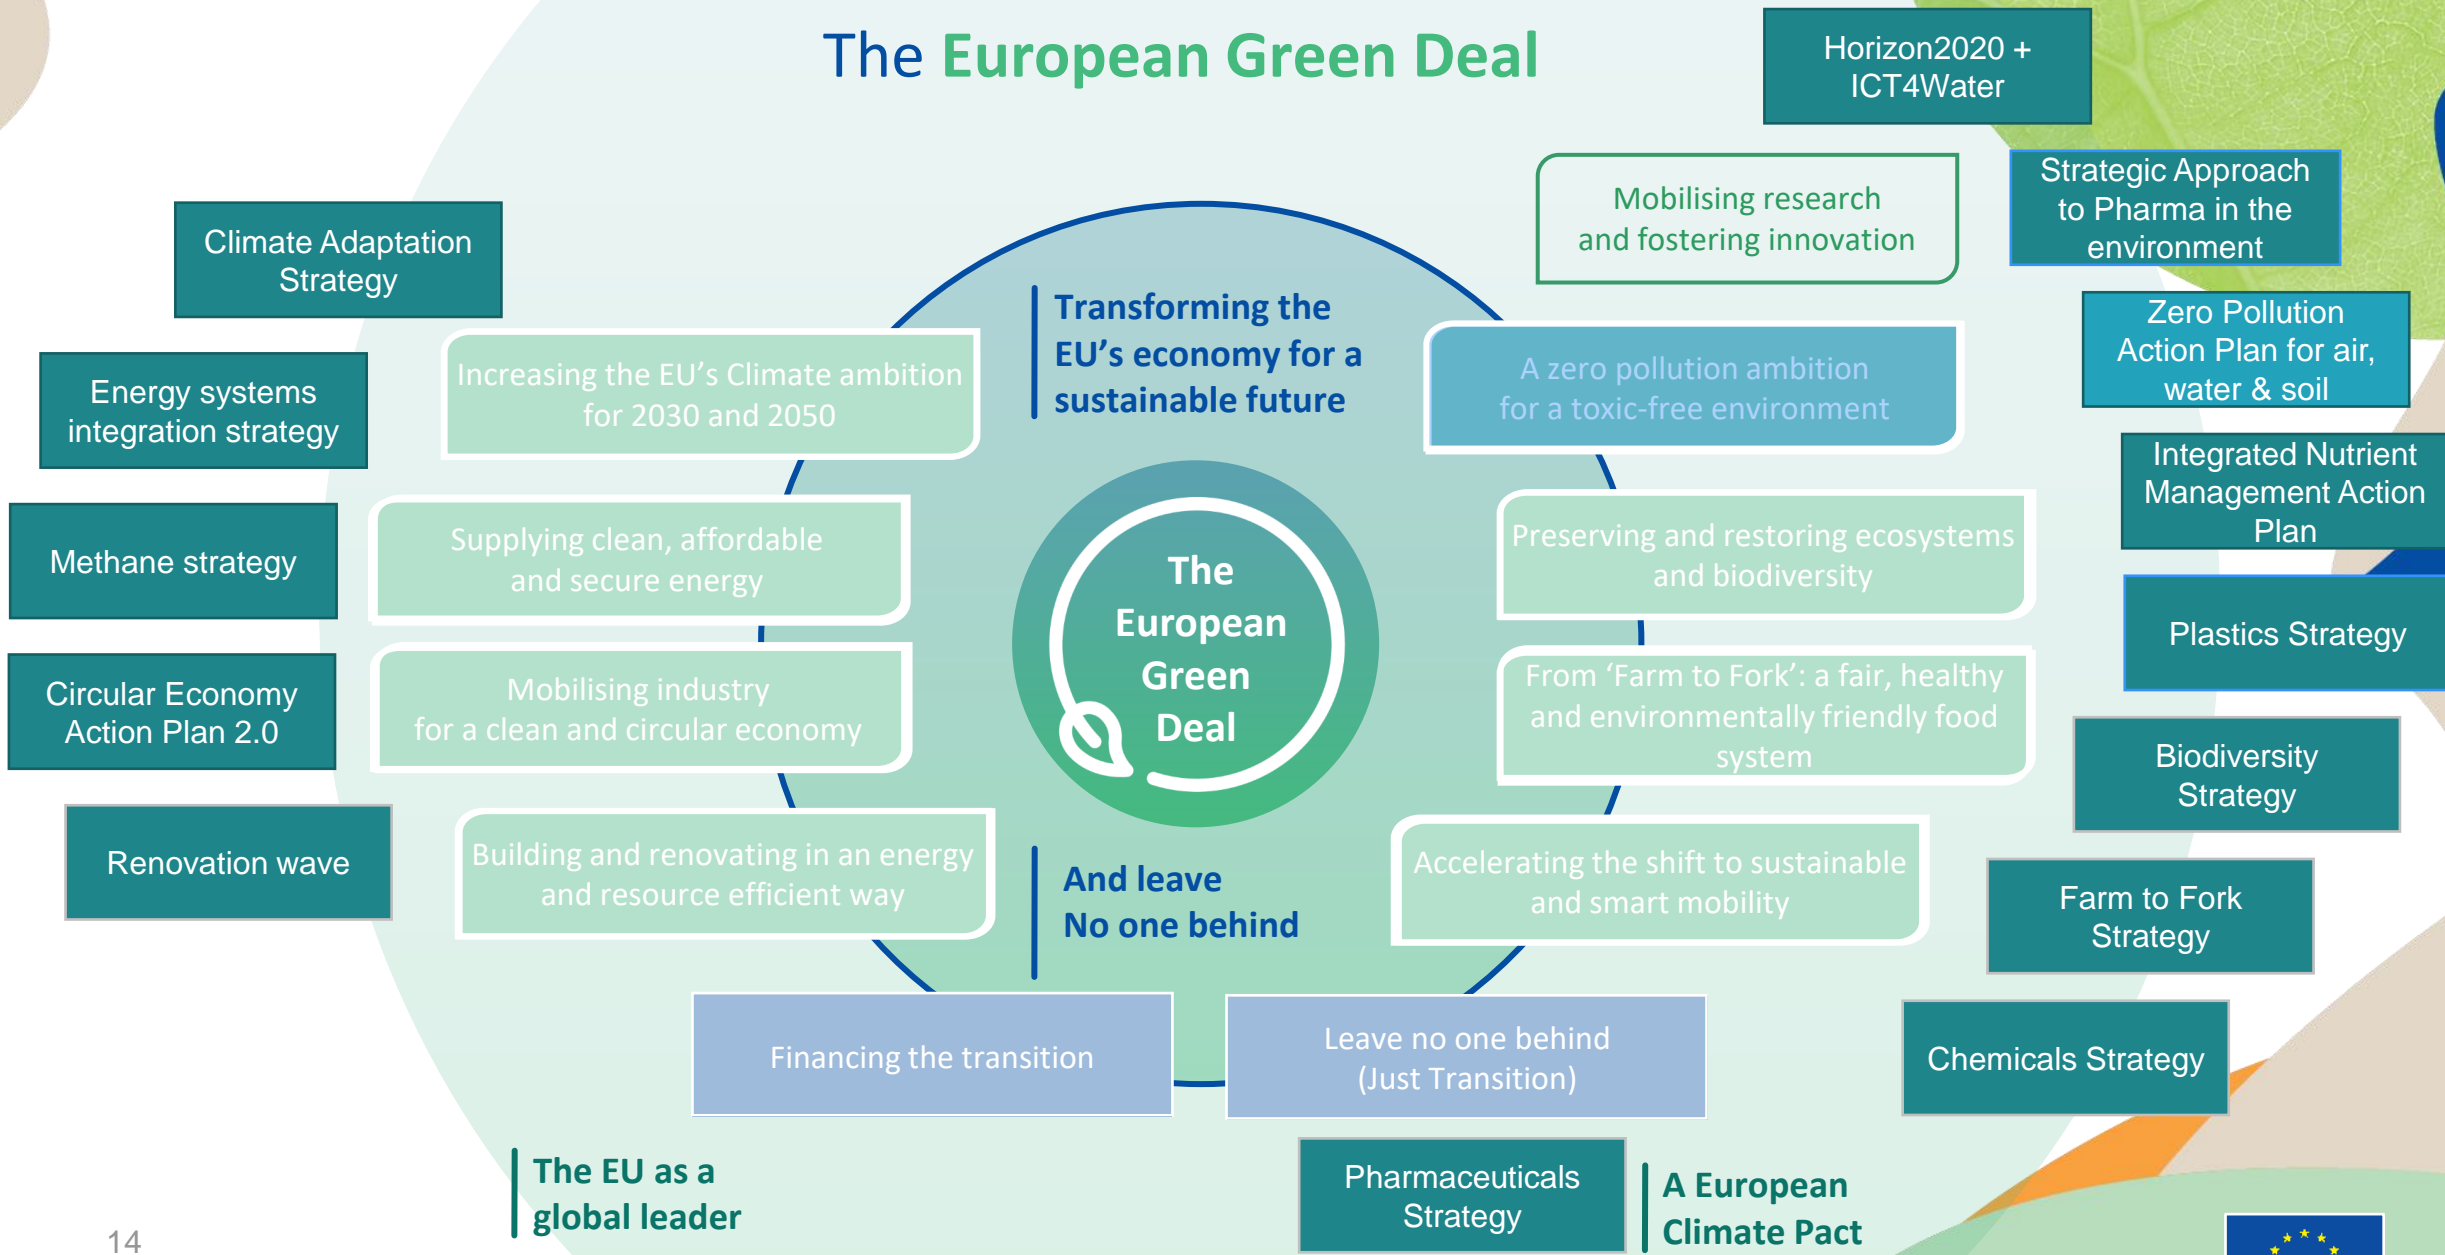 The European Green Deal
Horizon2020 +
ICT4Water
Mobilising research
and fostering innovation
Strategic Approach
to Pharma in the
environment
Climate Adaptation
Strategy
Transforming the
EU’s economy for a
sustainable future
Zero Pollution
Action Plan for air,
water & soil
Energy systems
integration strategy
Increasing the EU’s Climate ambition
for 2030 and 2050
A zero pollution ambition
for a toxic-free environment
Integrated Nutrient
Management Action
Plan
Methane strategy
Supplying clean, affordable
and secure energy
The
European
Green
Deal
Preserving and restoring ecosystems
and biodiversity
Plastics Strategy
Circular Economy
Action Plan 2.0
Mobilising industry
for a clean and circular economy
From ‘Farm to Fork’: a fair, healthy
and environmentally friendly food
system
Biodiversity
Strategy
Renovation wave
Building and renovating in an energy
and resource efficient way
And leave
No one behind
Accelerating the shift to sustainable
and smart mobility
Farm to Fork
Strategy
Financing the transition
Leave no one behind
(Just Transition)
Chemicals Strategy
The EU as a
global leader
Pharmaceuticals
Strategy
A European
Climate Pact
14